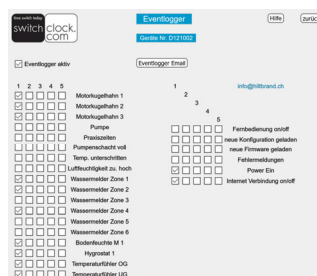 free switch today
switch clock.
com
Eventlogger
Hilfe
zurüc
Geräte Nr. D121002
Eventlogger aktiv
Eventlogger Email
1 2 3 4 5
Motorkugelhahn 1
Motorkugelhahn 2
Motorkugelhahn 3
Pumpe
Praxiszeiten
Pumpenschacht voll
Temp. unterschritten
Luftfeuchtigkeit zu. hoch
Wassermelder Zone 1
Wassermelder Zone 2
Wassermelder Zone 3
Wassermelder Zone 4
Wassermelder Zone 5
Wassermelder Zone 6
Bodenfeuchte M 1
Hygrostat 1
Temperaturfühler OG
Temperaturfühler UG
1
info@hiltbrand.ch
2
3
4
5
Fernbedienung on/off
neue Konfiguration geladen
neue Firmware geladen
Fehlermeldungen
Power Ein
Internet Verbindung on/off